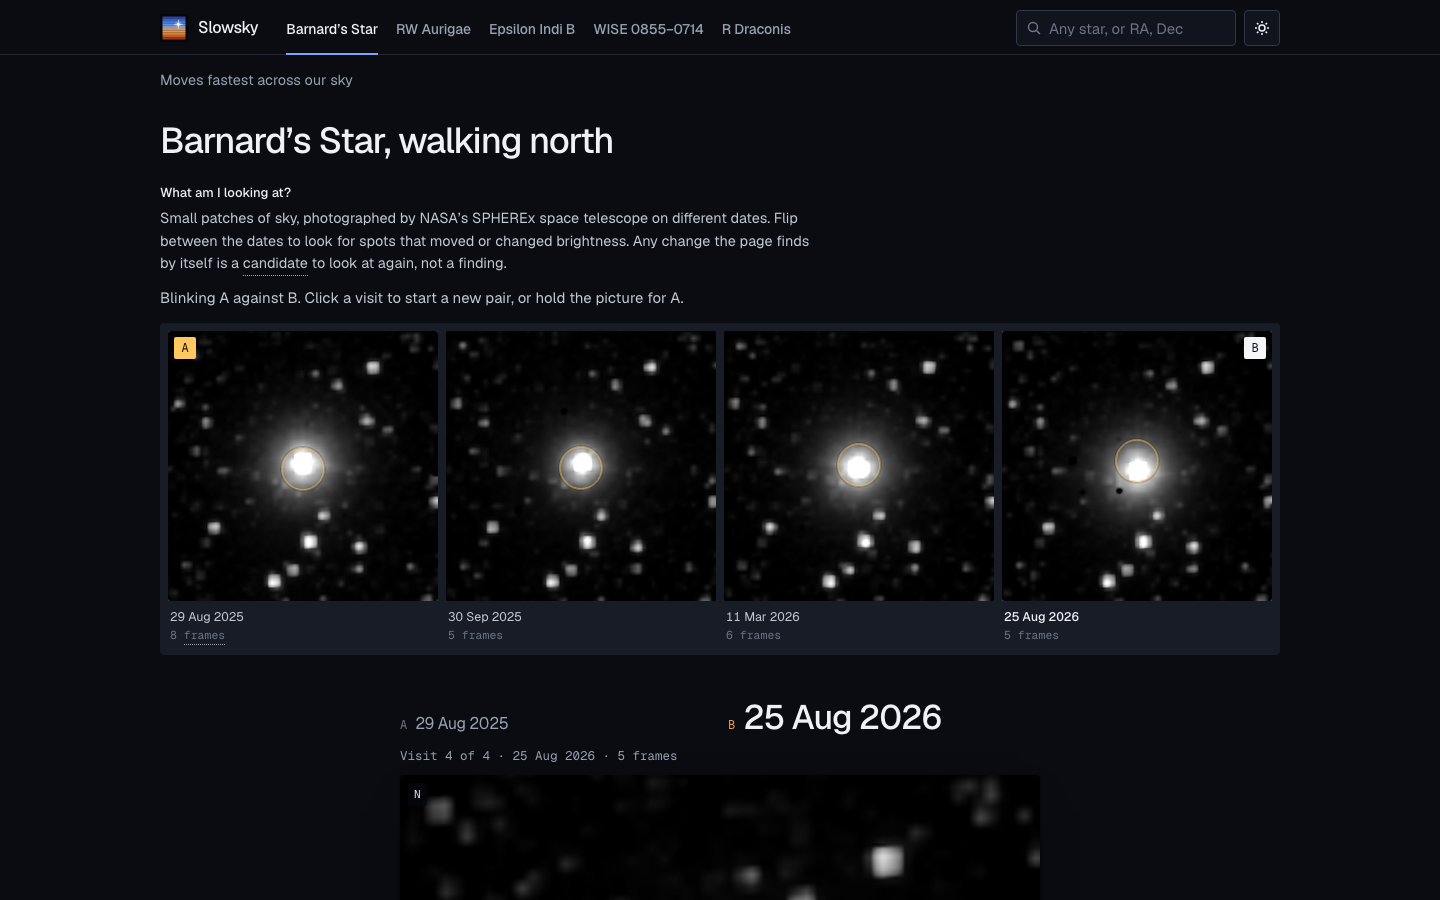 Slowsky
Barnard’s Star
RW Aurigae
Epsilon Indi B
WISE 0855–0714
R Draconis
Any star, or RA, Dec
Moves fastest across our sky
Barnard’s Star, walking north
What am I looking at?
Small patches of sky, photographed by NASA’s SPHEREx space telescope on different dates. Flip
between the dates to look for spots that moved or changed brightness. Any change the page finds
by itself is a candidate to look at again, not a finding.
Blinking A against B. Click a visit to start a new pair, or hold the picture for A.
A
B
29 Aug 2025
8 frames
30 Sep 2025
5 frames
11 Mar 2026
6 frames
25 Aug 2026
5 frames
A 29 Aug 2025
B 25 Aug 2026
Visit 4 of 4 · 25 Aug 2026 · 5 frames
N